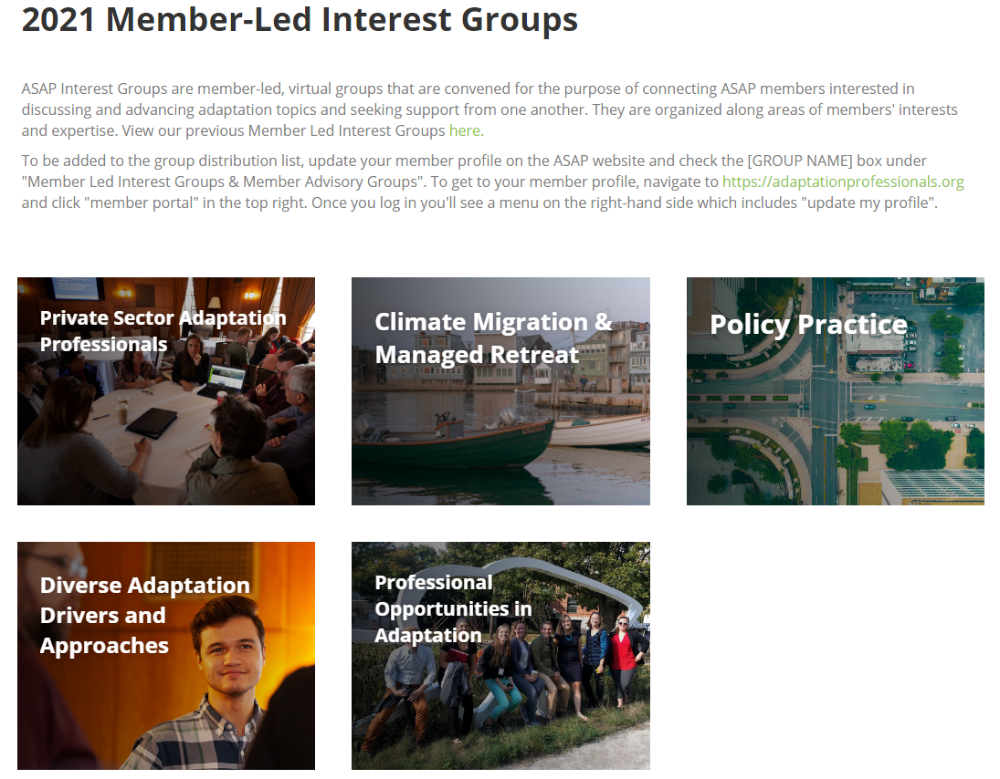 2021 Member-Led Interest Groups
ASAP Interest Groups are member-led, virtual groups that are convened for the purpose of connecting ASAP members interested in
discussing and advancing adaptation topics and seeking support from one another. They are organized along areas of members' interests
and expertise. View our previous Member Led Interest Groups here.
To be added to the group distribution list, update your member profile on the ASAP website and check the [GROUP NAME] box under
"Member Led Interest Groups & Member Advisory Groups". To get to your member profile, navigate to https://adaptationprofessionals.org
and click "member portal" in the top right. Once you log in you'll see a menu on the right-hand side which includes "update my profile".
Private Sector Adaptation
Professionals
Climate Migration &
Managed Retreat
Policy Practice
Diverse Adaptation
Drivers and
Approaches
Professional
Opportunities in
Adaptation